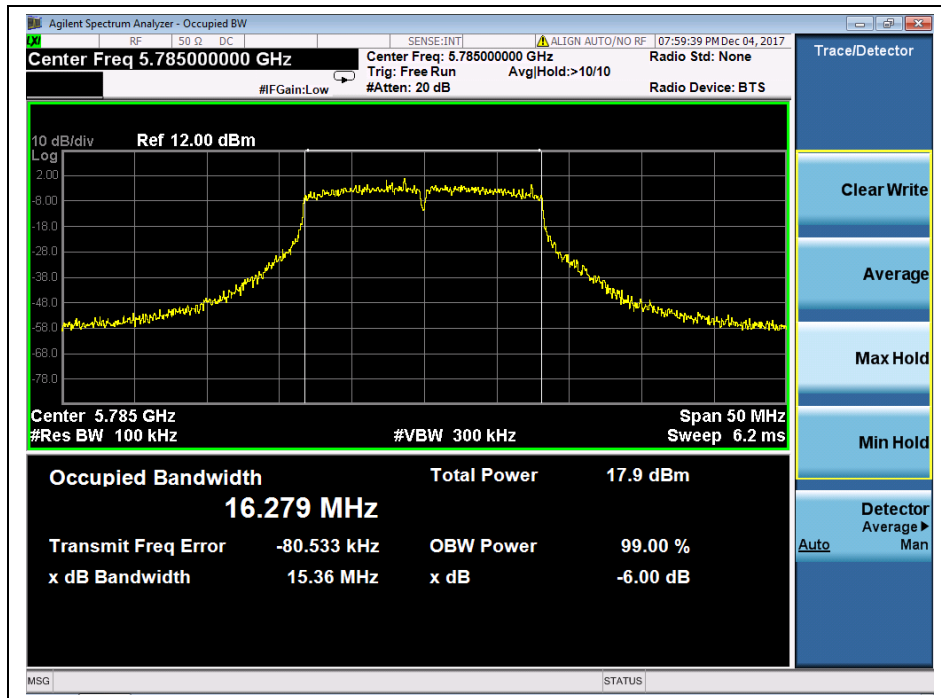 Agilent Spectrum Analyzer - Occupied BW
LXI
RF 50 Ω DC SENSE:INT ALIGN AUTO/NO RF 07:59:39 PM Dec 04, 2017
Center Freq 5.785000000 GHz
Center Freq: 5.785000000 GHz
Radio Std: None
Trig: Free Run
Avg|Hold:>10/10
#IFGain:Low
#Atten: 20 dB
Radio Device: BTS
10 dB/div
Ref 12.00 dBm
Log
2.00
-8.00
-18.0
-28.0
-38.0
-48.0
-58.0
-68.0
-78.0
Center 5.785 GHz
Span 50 MHz
#Res BW 100 kHz
#VBW 300 kHz
Sweep 6.2 ms
Occupied Bandwidth
Total Power 17.9 dBm
16.279 MHz
Transmit Freq Error -80.533 kHz
OBW Power 99.00 %
x dB Bandwidth 15.36 MHz
x dB -6.00 dB
Trace/Detector
Clear Write
Average
Max Hold
Min Hold
Detector
Average
Auto Man
MSG
STATUS